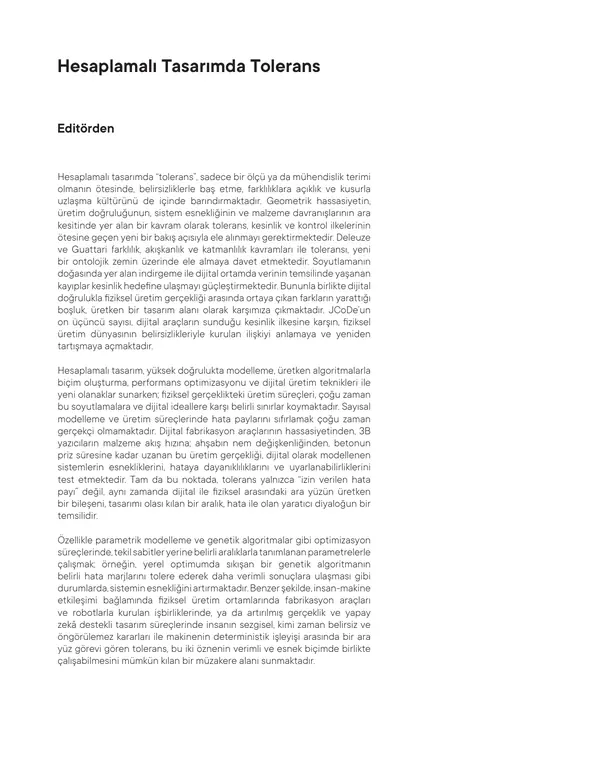 Hesaplamalı Tasarımda Tolerans
Editörden
Hesaplamalı tasarımda “tolerans”, sadece bir ölçü ya da mühendislik terimi
olmanın ötesinde, belirsizliklerle baş etme, farklılıklara açıklık ve kusurla
uzlaşma kültürünü de içinde barındırmaktadır. Geometrik hassasiyetin,
üretim doğruluğunun, sistem esnekliğinin ve malzeme davranışlarının ara
kesitinde yer alan bir kavram olarak tolerans, kesinlik ve kontrol ilkelerinin
ötesine geçen yeni bir bakış açısıyla ele alınmayı gerektirmektedir. Deleuze
ve Guattari farklılık, akışkanlık ve katmanlılık kavramları ile toleransı, yeni
bir ontolojik zemin üzerinde ele almaya davet etmektedir. Soyutlamanın
doğasında yer alan indirgeme ile dijital ortamda verinin temsilinde yaşanan
kayıplar kesinlik hedefine ulaşmayı güçleştirmektedir. Bununla birlikte dijital
doğrulukla fiziksel üretim gerçekliği arasında ortaya çıkan farkların yarattığı
boşluk, üretken bir tasarım alanı olarak karşımıza çıkmaktadır. JCoDe’un
on üçüncü sayısı, dijital araçların sunduğu kesinlik ilkesine karşın, fiziksel
üretim dünyasının belirsizlikleriyle kurulan ilişkiyi anlamaya ve yeniden
tartışmaya açmaktadır.
Hesaplamalı tasarım, yüksek doğrulukta modelleme, üretken algoritmalarla
biçim oluşturma, performans optimizasyonu ve dijital üretim teknikleri ile
yeni olanaklar sunarken; fiziksel gerçeklikteki üretim süreçleri, çoğu zaman
bu soyutlamalara ve dijital ideallere karşı belirli sınırlar koymaktadır. Sayısal
modelleme ve üretim süreçlerinde hata paylarını sıfırlamak çoğu zaman
gerçekçi olmamaktadır. Dijital fabrikasyon araçlarının hassasiyetinden, 3B
yazıcıların malzeme akış hızına; ahşabın nem değişkenliğinden, betonun
priz süresine kadar uzanan bu üretim gerçekliği, dijital olarak modellenen
sistemlerin esnekliklerini, hataya dayanıklılıklarını ve uyarlanabilirliklerini
test etmektedir. Tam da bu noktada, tolerans yalnızca “izin verilen hata
payı” değil, aynı zamanda dijital ile fiziksel arasındaki ara yüzün üretken
bir bileşeni, tasarımı olası kılan bir aralık, hata ile olan yaratıcı diyaloğun bir
temsilidir.
Özellikle parametrik modelleme ve genetik algoritmalar gibi optimizasyon
süreçlerinde, tekil sabitler yerine belirli aralıklarla tanımlanan parametrelerle
çalışmak; örneğin, yerel optimumda sıkışan bir genetik algoritmanın
belirli hata marjlarını tolere ederek daha verimli sonuçlara ulaşması gibi
durumlarda, sistemin esnekliğini artırmaktadır. Benzer şekilde, insan-makine
etkileşimi bağlamında fiziksel üretim ortamlarında fabrikasyon araçları
ve robotlarla kurulan işbirliklerinde, ya da artırılmış gerçeklik ve yapay
zekâ destekli tasarım süreçlerinde insanın sezgisel, kimi zaman belirsiz ve
öngörülemez kararları ile makinenin deterministik işleyişi arasında bir ara
yüz görevi gören tolerans, bu iki öznenin verimli ve esnek biçimde birlikte
çalışabilmesini mümkün kılan bir müzakere alanı sunmaktadır.